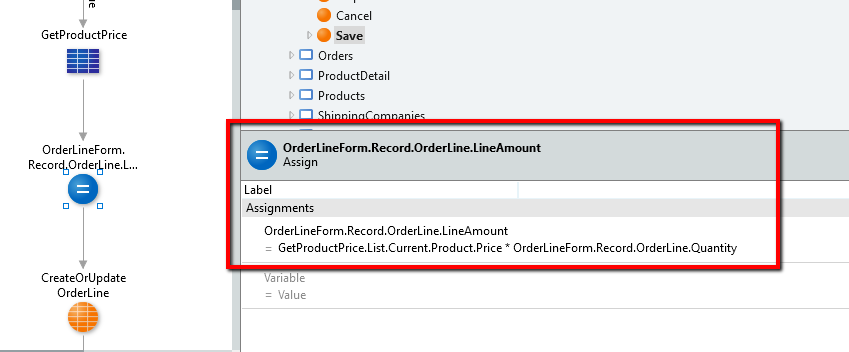 e
GetProductPrice
OrderLineForm.
Record.OrderLine.L...
CreateOrUpdate
OrderLine
Cancel
Save
Orders
ProductDetail
Products
ShippingCompanies
OrderLineForm.Record.OrderLine.LineAmount
Assign
Label
Assignments
OrderLineForm.Record.OrderLine.LineAmount
= GetProductPrice.List.Current.Product.Price * OrderLineForm.Record.OrderLine.Quantity
Variable
= Value